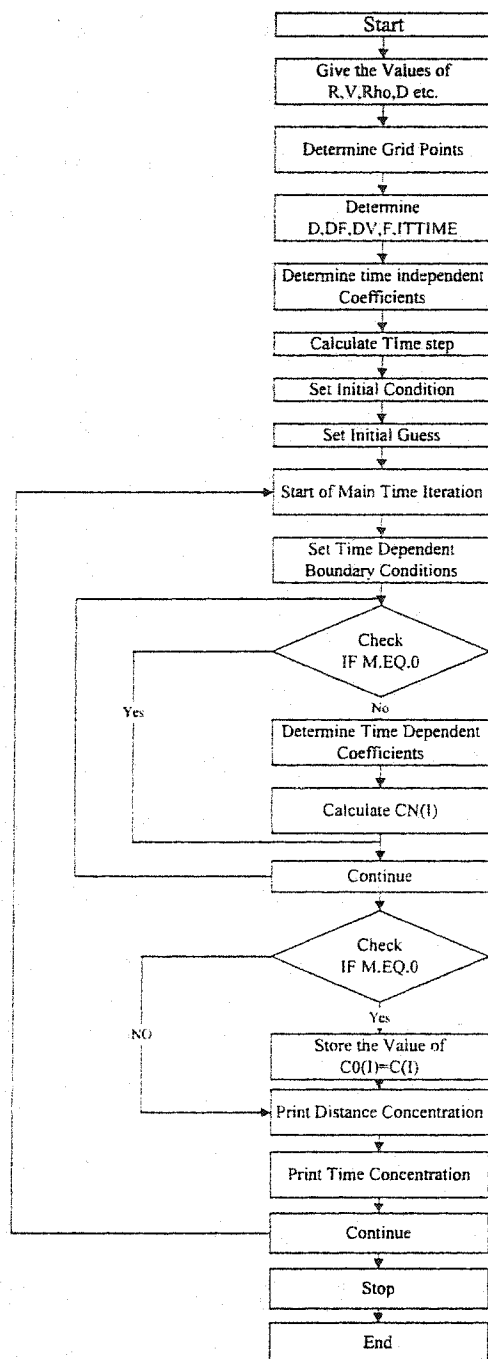 Start
Give the Values of
R,V,Rho,D etc.
Determine Grid Points
Determine
D,DF,DV,F,ITTIME
Determine time independent
Coefficients
Calculate Time step
Set Initial Condition
Set Initial Guess
Start of Main Time Iteration
Set Time Dependent
Boundary Conditions
Check
IF M.EQ.0
Yes
No
Determine Time Dependent
Coefficients
Calculate CN(I)
Continue
Check
IF M.EQ.0
Yes
NO
Store the Value of
C0(I)=C(I)
Print Distance Concentration
Print Time Concentration
Continue
Stop
End